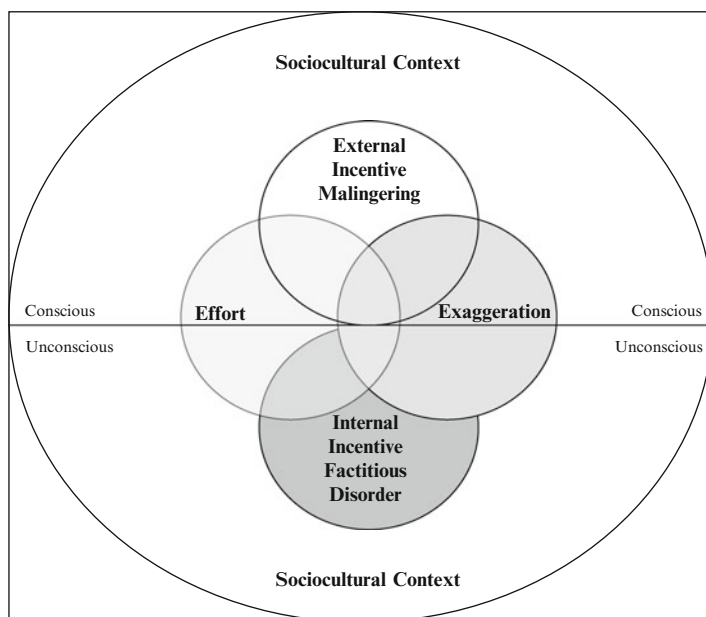 Sociocultural Context
External
Incentive
Malingering
Effort
Exaggeration
Conscious
Conscious
Unconscious
Unconscious
Internal
Incentive
Factitious
Disorder
Sociocultural Context